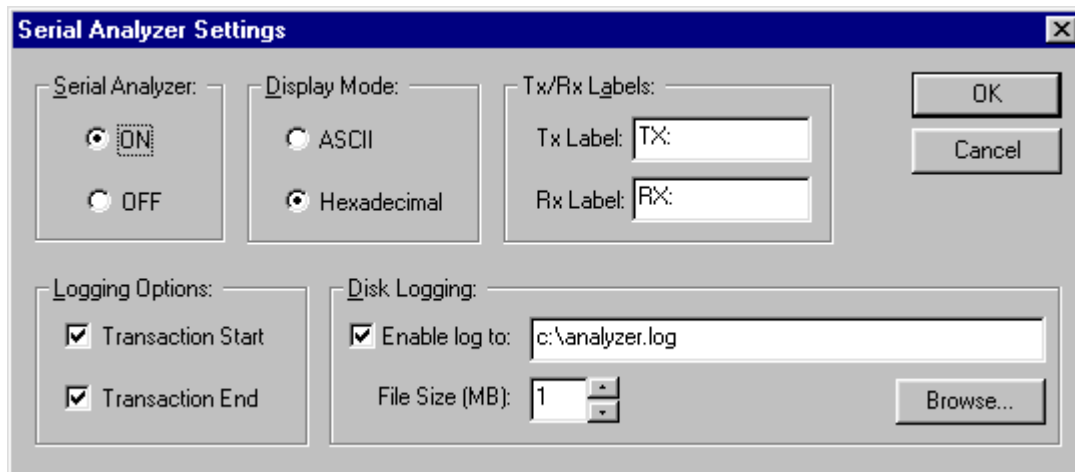 Serial Analyzer Settings
Serial Analyzer:
ON
OFF
Display Mode:
ASCII
Hexadecimal
Tx/Rx Labels:
Tx Label: TX:
Rx Label: RX:
OK
Cancel
Logging Options:
Transaction Start
Transaction End
Disk Logging:
Enable log to: c:\analyzer.log
File Size (MB): 1
Browse...